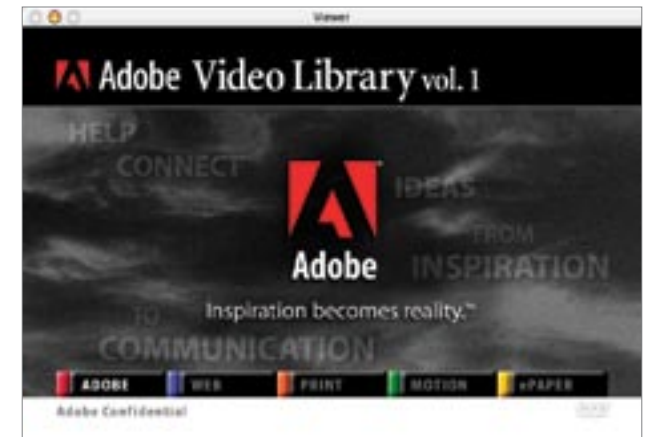 Viewer
Adobe Video Library vol. 1
HELP
CONNECT
IDEAS
FROM
Adobe
INSPIRATION
Inspiration becomes reality.™
TO
COMMUNICATION
ADOBE WEB PRINT MOTION ePAPER
Adobe Confidential